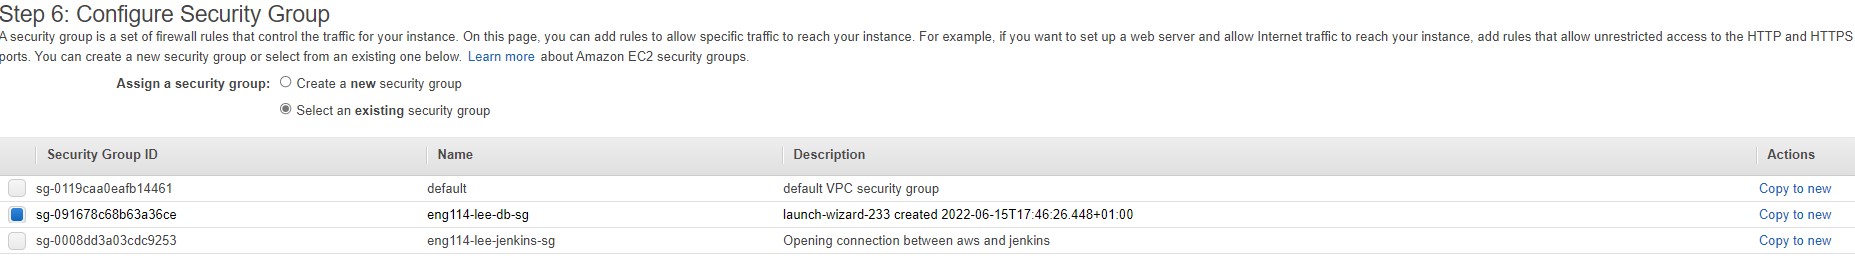 Step 6: Configure Security Group
A security group is a set of firewall rules that control the traffic for your instance. On this page, you can add rules to allow specific traffic to reach your instance. For example, if you want to set up a web server and allow Internet traffic to reach your instance, add rules that allow unrestricted access to the HTTP and HTTPS
ports. You can create a new security group or select from an existing one below. Learn more about Amazon EC2 security groups.
Assign a security group: Create a new security group
Select an existing security group
Security Group ID Name Description Actions
sg-0119caa0eafb14461 default default VPC security group Copy to new
sg-091678c68b63a36ce eng114-lee-db-sg launch-wizard-233 created 2022-06-15T17:46:26.448+01:00 Copy to new
sg-0008dd3a03cdc9253 eng114-lee-jenkins-sg Opening connection between aws and jenkins Copy to new